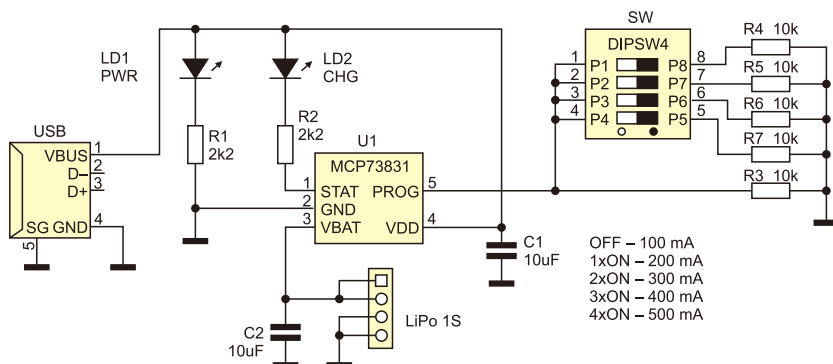 SW
DIPSW4
1 P1 P8 8
2 P2 P7 7
3 P3 P6 6
4 P4 P5 5
R4 10k
R5 10k
R6 10k
R7 10k
R3 10k
LD1
PWR
LD2
CHG
R1
2k2
R2
2k2
USB
VBUS 1
D– 2
D+ 3
SG GND 4
5
U1
MCP73831
1 STAT PROG 5
2 GND
3 VBAT VDD 4
C1
10uF
C2
10uF
LiPo 1S
OFF – 100 mA
1xON – 200 mA
2xON – 300 mA
3xON – 400 mA
4xON – 500 mA